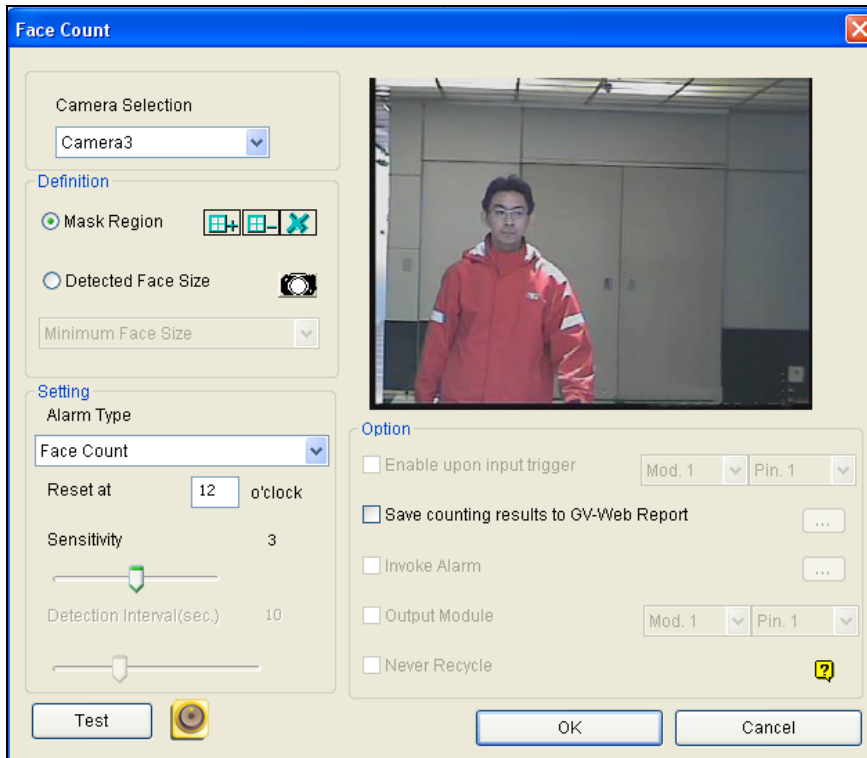 Face Count
Camera Selection
Camera3
Definition
Mask Region
Detected Face Size
Minimum Face Size
Setting
Alarm Type
Face Count
Reset at 12 o'clock
Sensitivity 3
Detection Interval(sec.) 10
Test
Option
Enable upon input trigger Mod. 1 Pin. 1
Save counting results to GV-Web Report ...
Invoke Alarm ...
Output Module Mod. 1 Pin. 1
Never Recycle ?
OK Cancel